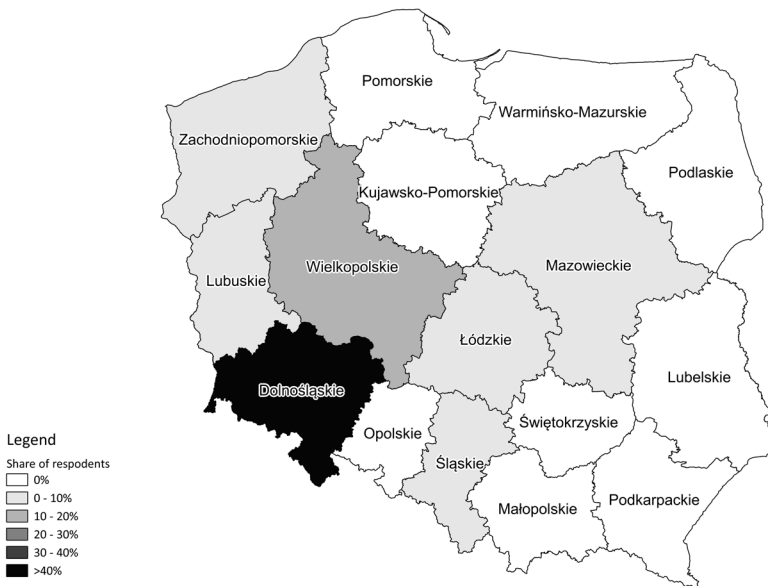 Pomorskie
Warmińsko-Mazurskie
Zachodniopomorskie
Podlaskie
Kujawsko-Pomorskie
Wielkopolskie
Mazowieckie
Lubuskie
Łódzkie
Lubelskie
Dolnośląskie
Świętokrzyskie
Opolskie
Śląskie
Podkarpackie
Małopolskie
Legend
Share of respodents
0%
0 - 10%
10 - 20%
20 - 30%
30 - 40%
>40%